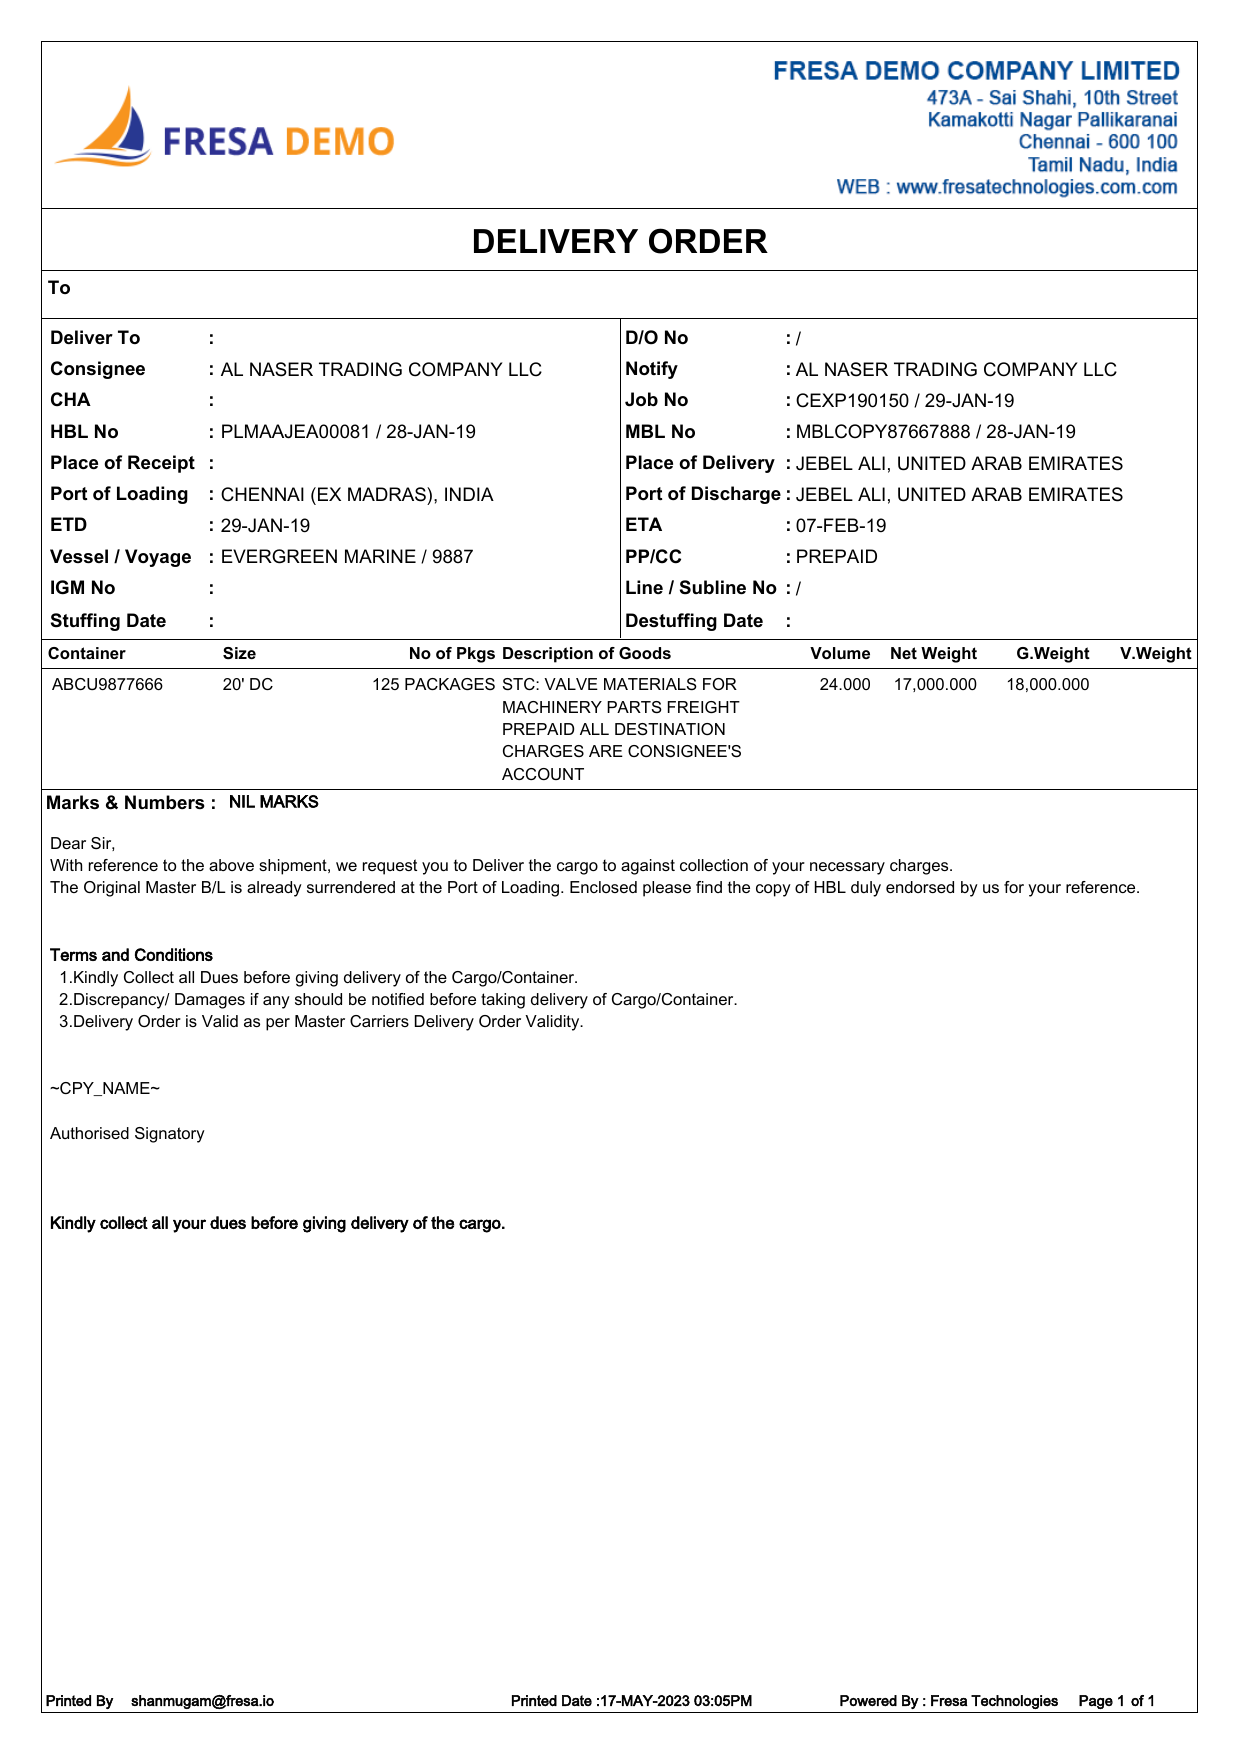 FRESA DEMO
FRESA DEMO COMPANY LIMITED
473A - Sai Shahi, 10th Street
Kamakotti Nagar Pallikaranai
Chennai - 600 100
Tamil Nadu, India
WEB : www.fresatechnologies.com.com
DELIVERY ORDER
To
Deliver To :
D/O No : /
Consignee : AL NASER TRADING COMPANY LLC
Notify : AL NASER TRADING COMPANY LLC
CHA :
Job No : CEXP190150 / 29-JAN-19
HBL No : PLMAAJEA00081 / 28-JAN-19
MBL No : MBLCOPY87667888 / 28-JAN-19
Place of Receipt :
Place of Delivery : JEBEL ALI, UNITED ARAB EMIRATES
Port of Loading : CHENNAI (EX MADRAS), INDIA
Port of Discharge : JEBEL ALI, UNITED ARAB EMIRATES
ETD : 29-JAN-19
ETA : 07-FEB-19
Vessel / Voyage : EVERGREEN MARINE / 9887
PP/CC : PREPAID
IGM No :
Line / Subline No : /
Stuffing Date :
Destuffing Date :
Container Size No of Pkgs Description of Goods Volume Net Weight G.Weight V.Weight
ABCU9877666 20' DC 125 PACKAGES STC: VALVE MATERIALS FOR 24.000 17,000.000 18,000.000
MACHINERY PARTS FREIGHT
PREPAID ALL DESTINATION
CHARGES ARE CONSIGNEE'S
ACCOUNT
Marks & Numbers : NIL MARKS
Dear Sir,
With reference to the above shipment, we request you to Deliver the cargo to against collection of your necessary charges.
The Original Master B/L is already surrendered at the Port of Loading. Enclosed please find the copy of HBL duly endorsed by us for your reference.
Terms and Conditions
1.Kindly Collect all Dues before giving delivery of the Cargo/Container.
2.Discrepancy/ Damages if any should be notified before taking delivery of Cargo/Container.
3.Delivery Order is Valid as per Master Carriers Delivery Order Validity.
~CPY_NAME~
Authorised Signatory
Kindly collect all your dues before giving delivery of the cargo.
Printed By shanmugam@fresa.io Printed Date :17-MAY-2023 03:05PM Powered By : Fresa Technologies Page 1 of 1